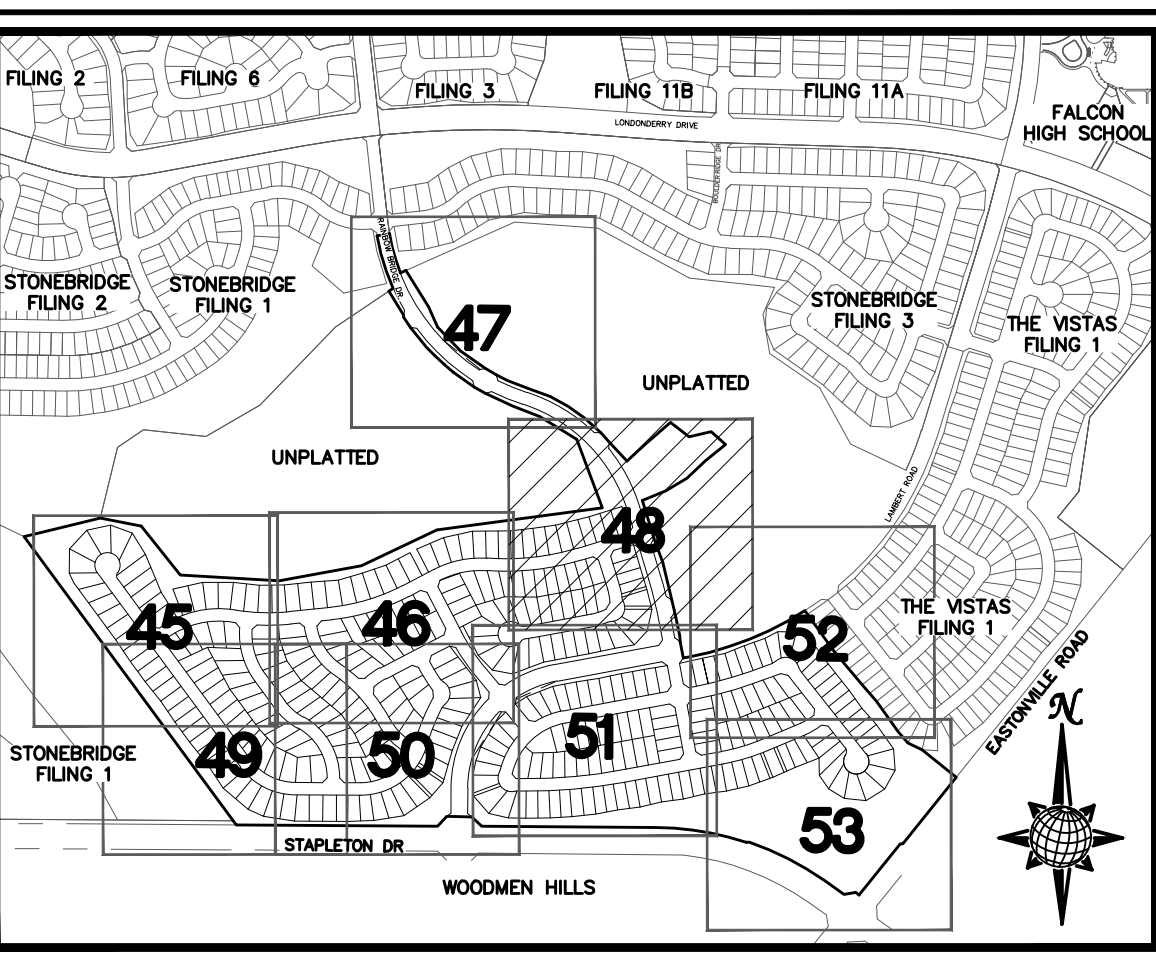 FILING 2
FILING 6
FILING 3
FILING 11B
FILING 11A
FALCON
HIGH SCHOOL
LONDONDERRY DRIVE
BOULDER RIDGE DR
RAINBOW BRIDGE DR.
STONEBRIDGE
FILING 2
STONEBRIDGE
FILING 1
STONEBRIDGE
FILING 3
THE VISTAS
FILING 1
47
UNPLATTED
UNPLATTED
LAMBERT ROAD
48
45
46
52
THE VISTAS
FILING 1
EASTONVILLE ROAD
N
STONEBRIDGE
FILING 1
49
50
51
53
STAPLETON DR
WOODMEN HILLS